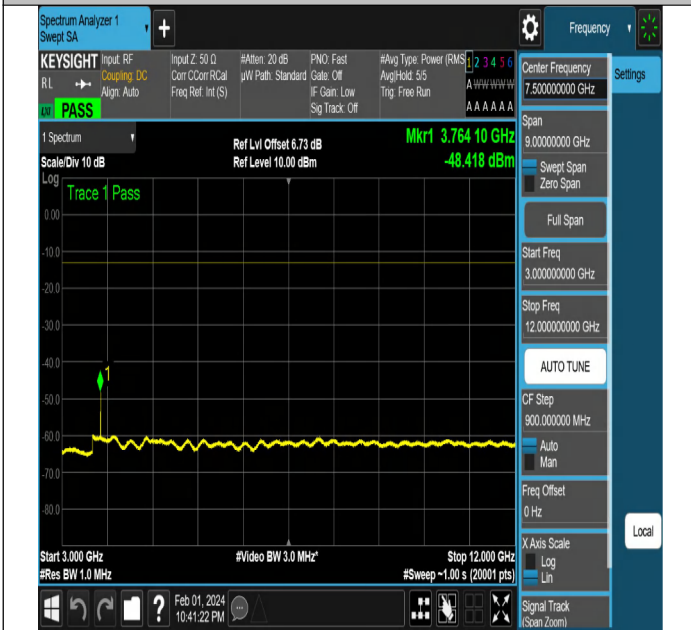 Spectrum Analyzer 1
Swept SA
+
Frequency
KEYSIGHT
RL
Input: RF
Coupling: DC
Align: Auto
Input Z: 50 Ω
Corr CCorr RCal
Freq Ref: Int (S)
#Atten: 20 dB
µW Path: Standard
PNO: Fast
Gate: Off
IF Gain: Low
Sig Track: Off
#Avg Type: Power (RMS
Avg|Hold: 5/5
Trig: Free Run
1 2 3 4 5 6
A W W W W W
A A A A A A
LXI PASS
1 Spectrum
Scale/Div 10 dB
Log
Ref Lvl Offset 6.73 dB
Ref Level 10.00 dBm
Mkr1 3.764 10 GHz
-48.418 dBm
Trace 1 Pass
0.00
-10.0
-20.0
-30.0
-40.0
1
-50.0
-60.0
-70.0
-80.0
Start 3.000 GHz
#Res BW 1.0 MHz
#Video BW 3.0 MHz*
Stop 12.000 GHz
#Sweep ~1.00 s (20001 pts)
Feb 01, 2024
10:41:22 PM
?
Center Frequency
7.500000000 GHz
Settings
Span
9.00000000 GHz
Swept Span
Zero Span
Full Span
Start Freq
3.000000000 GHz
Stop Freq
12.000000000 GHz
AUTO TUNE
CF Step
900.000000 MHz
Auto
Man
Freq Offset
0 Hz
X Axis Scale
Log
Lin
Local
Signal Track
(Span Zoom)